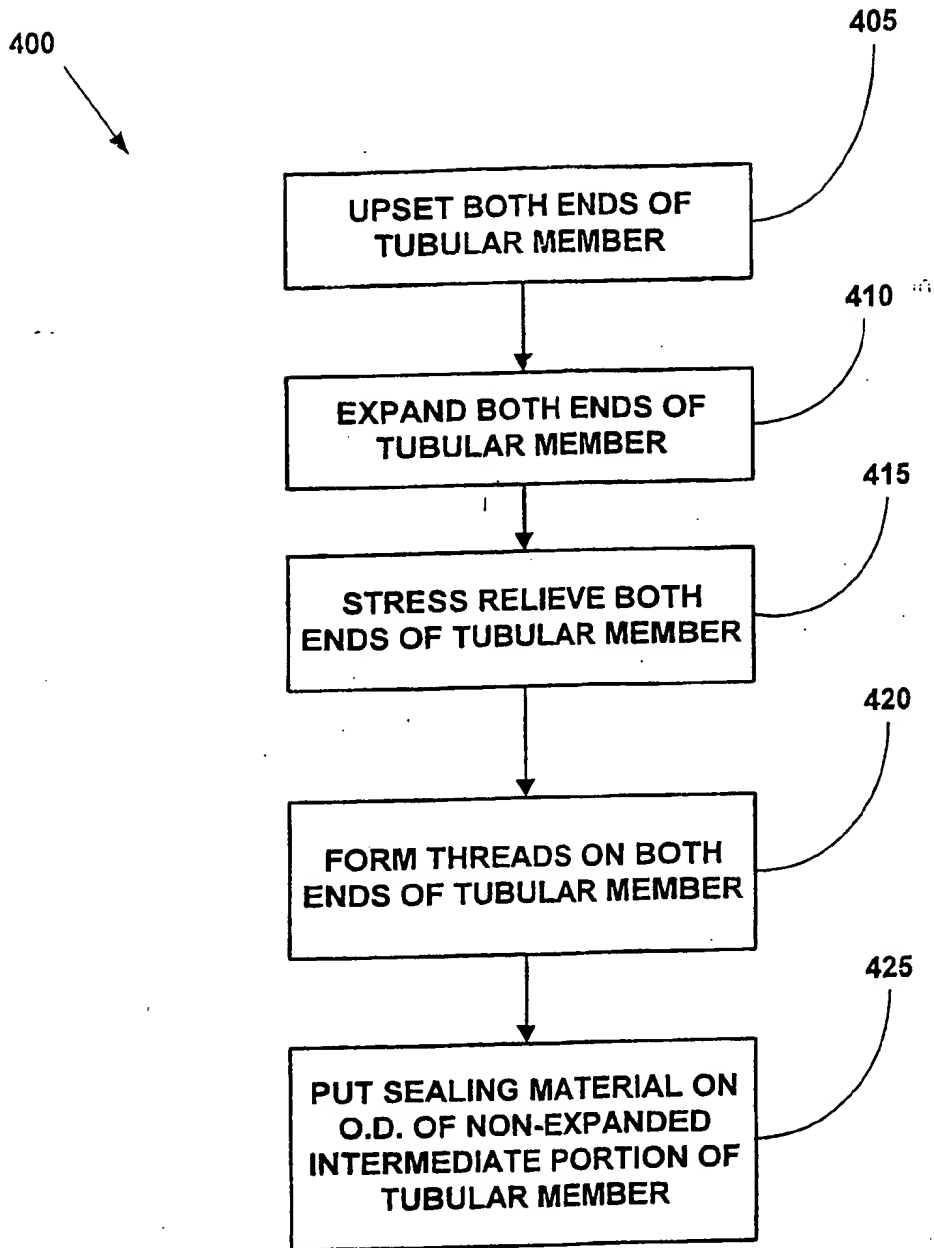 400
405
UPSET BOTH ENDS OF
TUBULAR MEMBER
410
EXPAND BOTH ENDS OF
TUBULAR MEMBER
415
STRESS RELIEVE BOTH
ENDS OF TUBULAR MEMBER
420
FORM THREADS ON BOTH
ENDS OF TUBULAR MEMBER
425
PUT SEALING MATERIAL ON
O.D. OF NON-EXPANDED
INTERMEDIATE PORTION OF
TUBULAR MEMBER